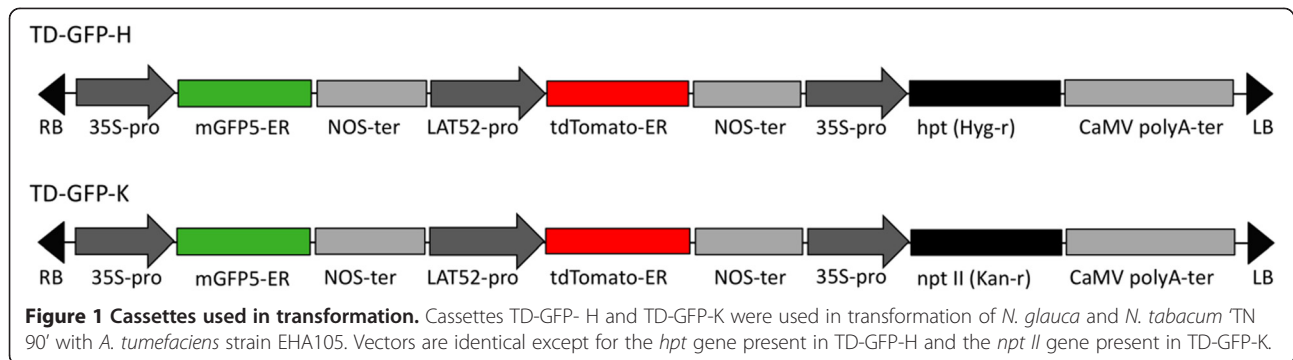 TD-GFP-H
RB 35S-pro mGFP5-ER NOS-ter LAT52-pro tdTomato-ER NOS-ter 35S-pro hpt (Hyg-r) CaMV polyA-ter LB
TD-GFP-K
RB 35S-pro mGFP5-ER NOS-ter LAT52-pro tdTomato-ER NOS-ter 35S-pro npt II (Kan-r) CaMV polyA-ter LB
Figure 1 Cassettes used in transformation. Cassettes TD-GFP- H and TD-GFP-K were used in transformation of N. glauca and N. tabacum ‘TN
90’ with A. tumefaciens strain EHA105. Vectors are identical except for the hpt gene present in TD-GFP-H and the npt II gene present in TD-GFP-K.